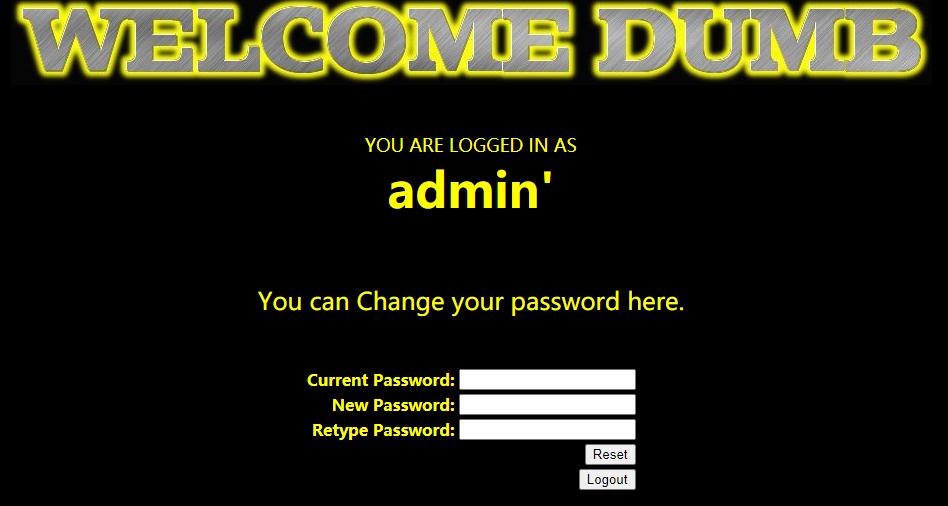 WELCOME DUMB
YOU ARE LOGGED IN AS
admin'
You can Change your password here.
Current Password:
New Password:
Retype Password:
Reset
Logout